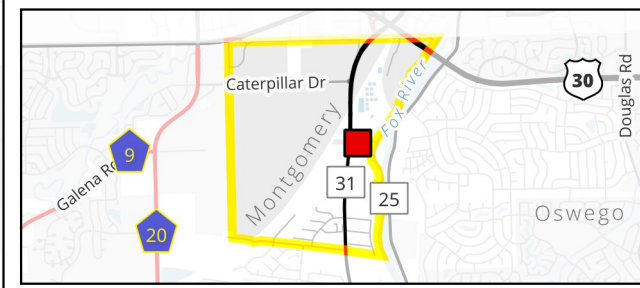 Caterpillar Dr
Fox River
30
Douglas Rd
Montgomery
9
Galena Rd
31
25
20
Oswego